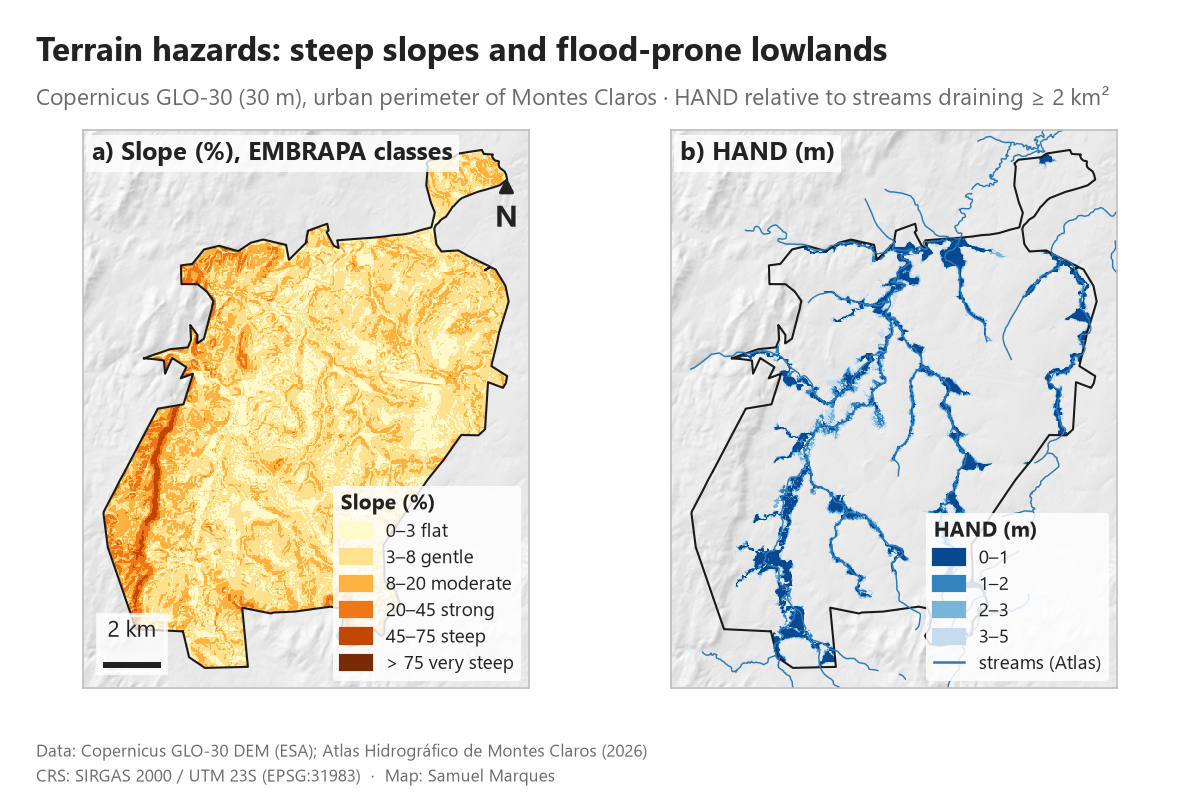 Terrain hazards: steep slopes and flood-prone lowlands
Copernicus GLO-30 (30 m), urban perimeter of Montes Claros · HAND relative to streams draining ≥ 2 km²
a) Slope (%), EMBRAPA classes
N
Slope (%)
0–3 flat
3–8 gentle
8–20 moderate
20–45 strong
45–75 steep
> 75 very steep
2 km
b) HAND (m)
HAND (m)
0–1
1–2
2–3
3–5
streams (Atlas)
Data: Copernicus GLO-30 DEM (ESA); Atlas Hidrográfico de Montes Claros (2026)
CRS: SIRGAS 2000 / UTM 23S (EPSG:31983) · Map: Samuel Marques